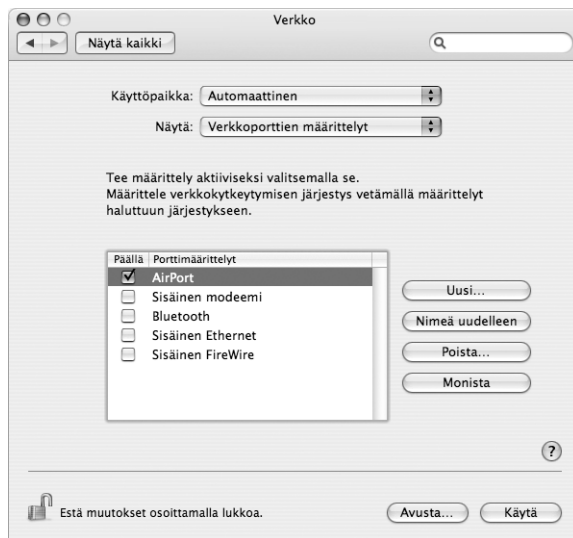 Verkko
Näytä kaikki
Käyttöpaikka: Automaattinen
Näytä: Verkkoporttien määrittelyt
Tee määrittely aktiiviseksi valitsemalla se.
Määrittele verkkokytkeytymisen järjestys vetämällä määrittelyt
haluttuun järjestykseen.
Päällä Porttimäärittelyt
AirPort
Sisäinen modeemi
Bluetooth
Sisäinen Ethernet
Sisäinen FireWire
Uusi...
Nimeä uudelleen
Poista...
Monista
?
Estä muutokset osoittamalla lukkoa.
Avusta... Käytä